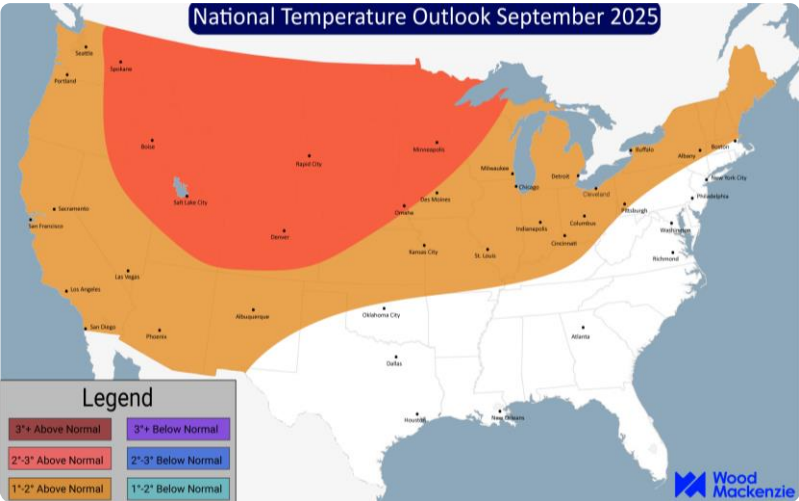 National Temperature Outlook September 2025
Seattle
Spokane
Portland
Boise
Rapid City
Minneapolis
Milwaukee
Detroit
Buffalo
Albany
Boston
Chicago
Cleveland
New York City
Philadelphia
Pittsburgh
Salt Lake City
Des Moines
Omaha
Sacramento
San Francisco
Denver
Indianapolis
Columbus
Cincinnati
Washington
Kansas City
St. Louis
Richmond
Las Vegas
Los Angeles
Albuquerque
Oklahoma City
San Diego
Phoenix
Atlanta
Dallas
Houston
New Orleans
Legend
3°+ Above Normal
3°+ Below Normal
2°-3° Above Normal
2°-3° Below Normal
1°-2° Above Normal
1°-2° Below Normal
Wood
Mackenzie